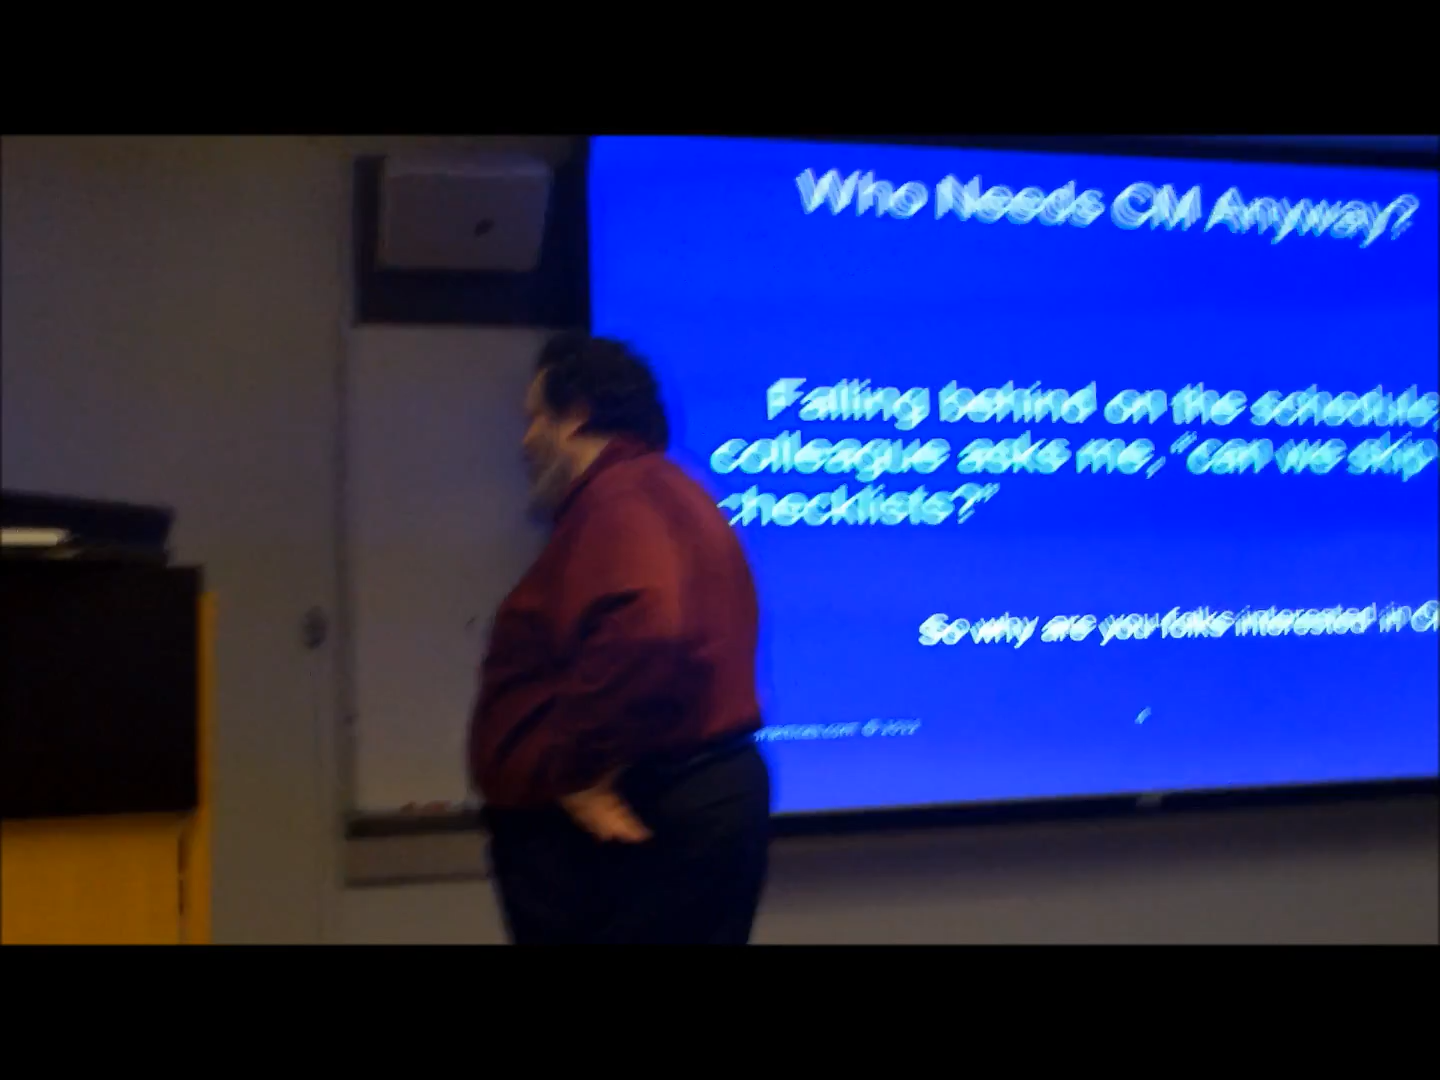 Who Needs CM Anyway?
Falling behind on the schedule,
colleague asks me, "can we skip
checklists?"
So why are you folks interested in
© 2012